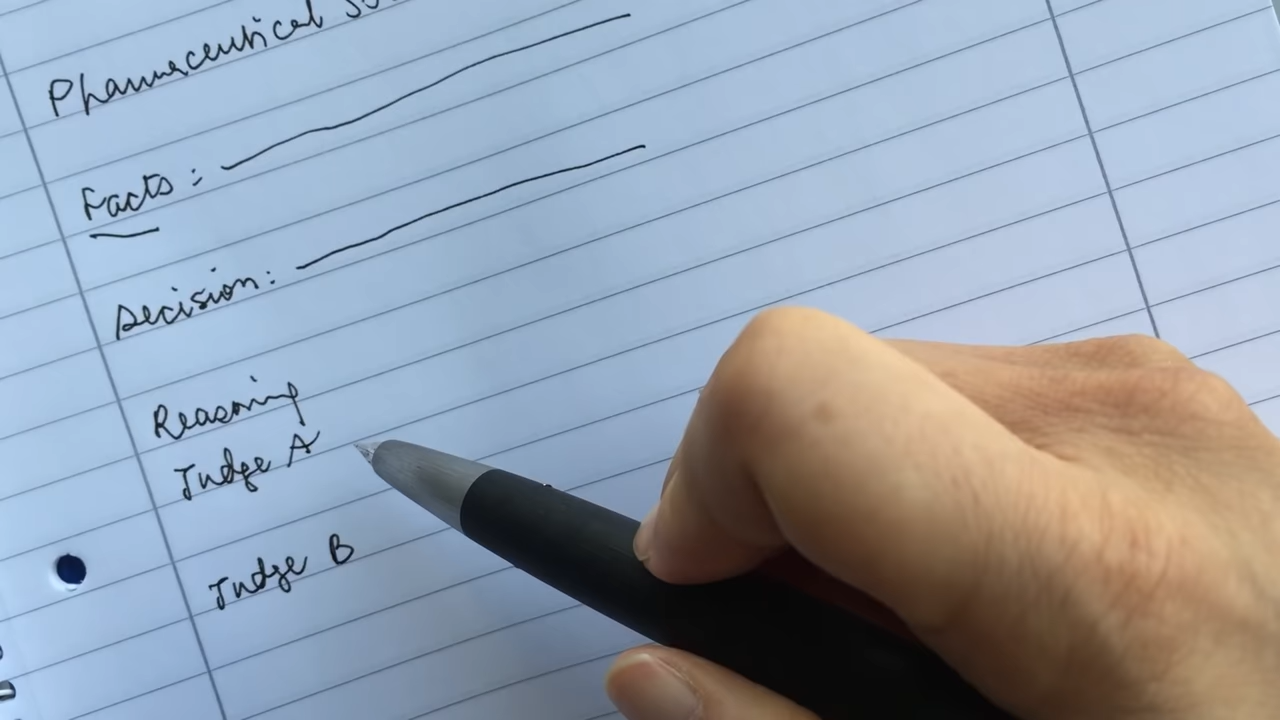 Pharmaceutical
Facts :
Decision:
Reasoning
Judge A
Judge B